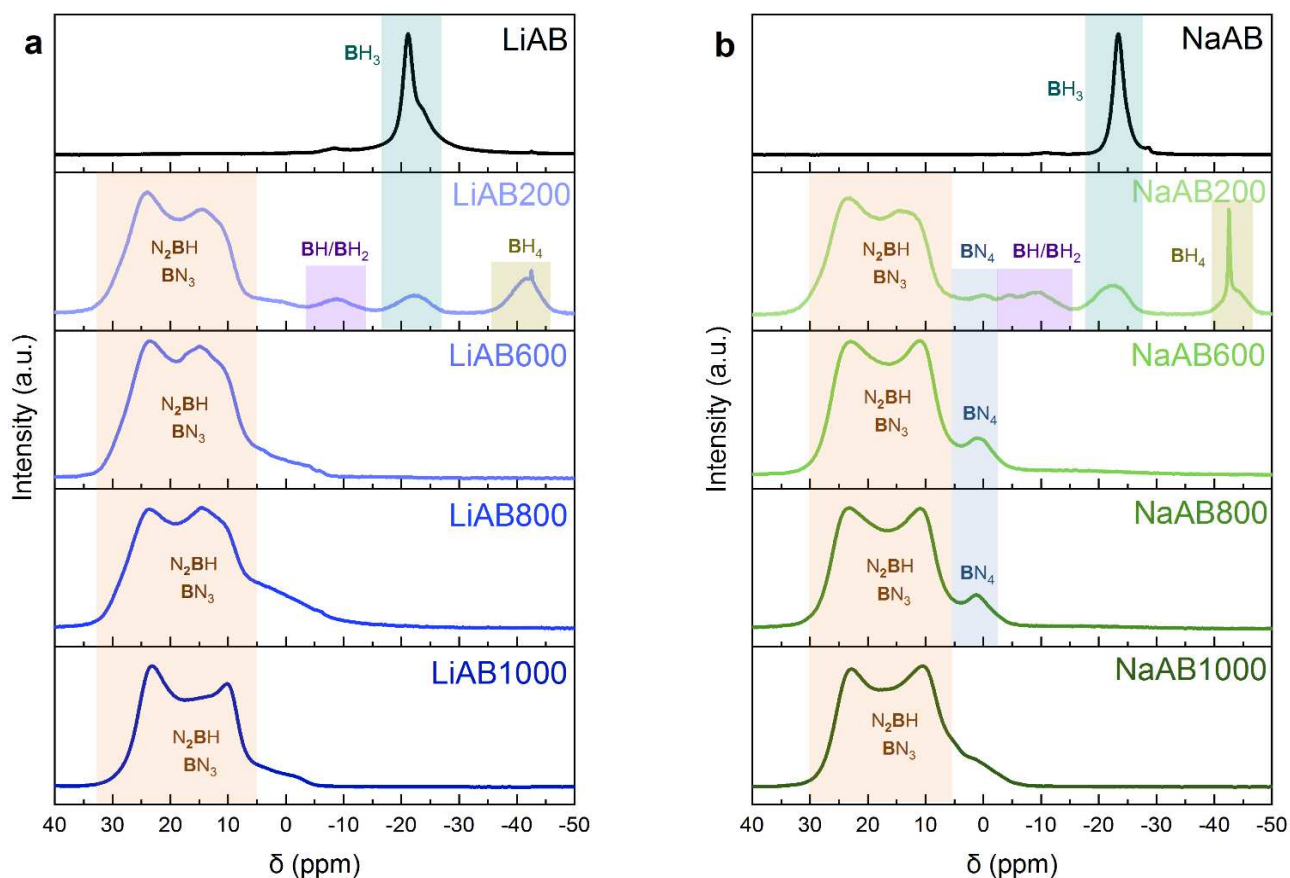 a
LiAB
BH₃
LiAB200
N₂BH
BN₃
BH/BH₂
BH₄
LiAB600
N₂BH
BN₃
LiAB800
N₂BH
BN₃
LiAB1000
N₂BH
BN₃
Intensity (a.u.)
40 30 20 10 0 -10 -20 -30 -40 -50
δ (ppm)
b
NaAB
BH₃
NaAB200
N₂BH
BN₃
BN₄
BH/BH₂
BH₄
NaAB600
N₂BH
BN₃
BN₄
NaAB800
N₂BH
BN₃
BN₄
NaAB1000
N₂BH
BN₃
Intensity (a.u.)
40 30 20 10 0 -10 -20 -30 -40 -50
δ (ppm)